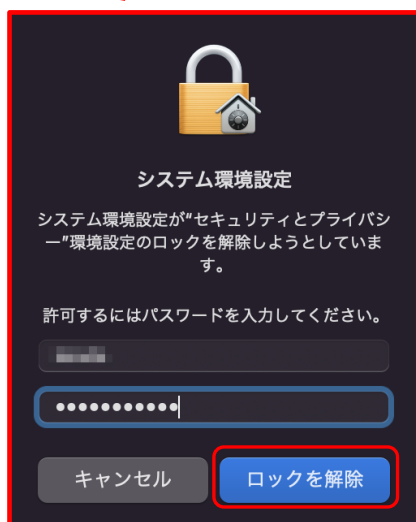 システム環境設定
システム環境設定が"セキュリティとプライバシ
ー"環境設定のロックを解除しようとしていま
す。
許可するにはパスワードを入力してください。
●●●●●●●●●●●
キャンセル
ロックを解除